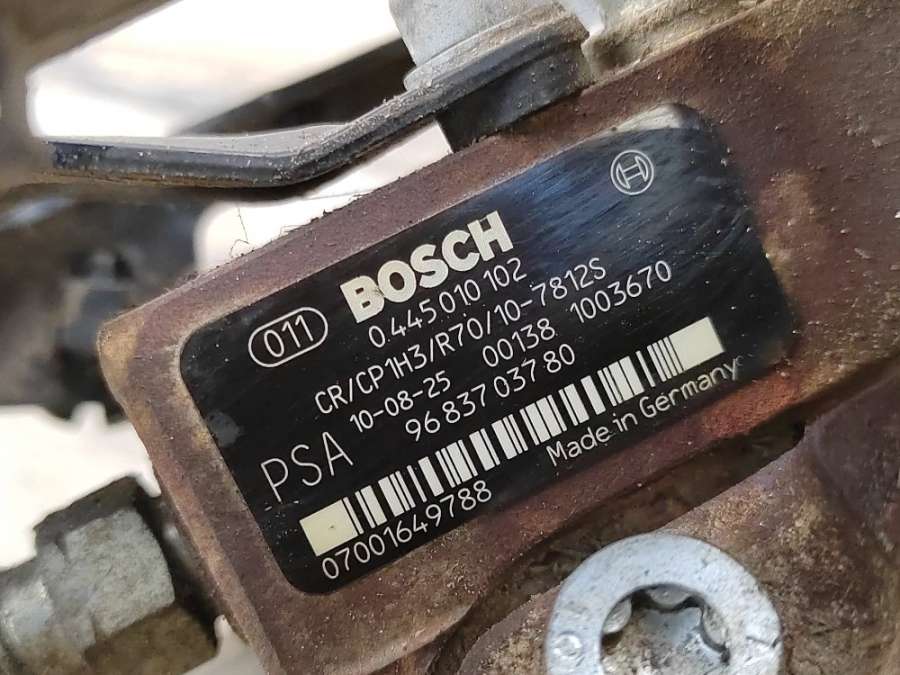 011 BOSCH
0 445 010 102
CR/CP1H3/R70/10-7812S
10-08-25 00138 1003670
PSA 96 837 037 80
07001649788 Made in Germany